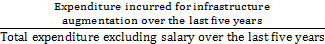 Expenditure incurred for infrastructure
augmentation over the last five years
Total expenditure excluding salary over the last five years